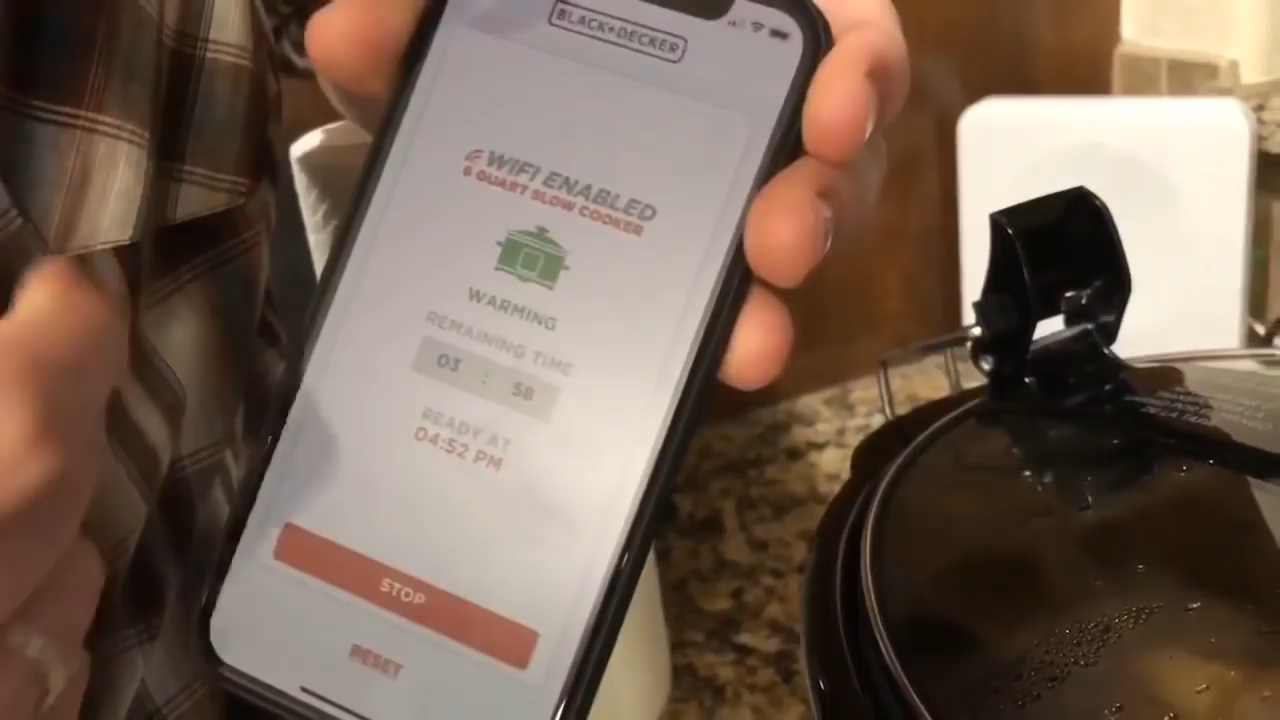 BLACK+DECKER
WIFI ENABLED
6 QUART SLOW COOKER
WARMING
REMAINING TIME
03 : 58
READY AT
04:52 PM
STOP
RESET